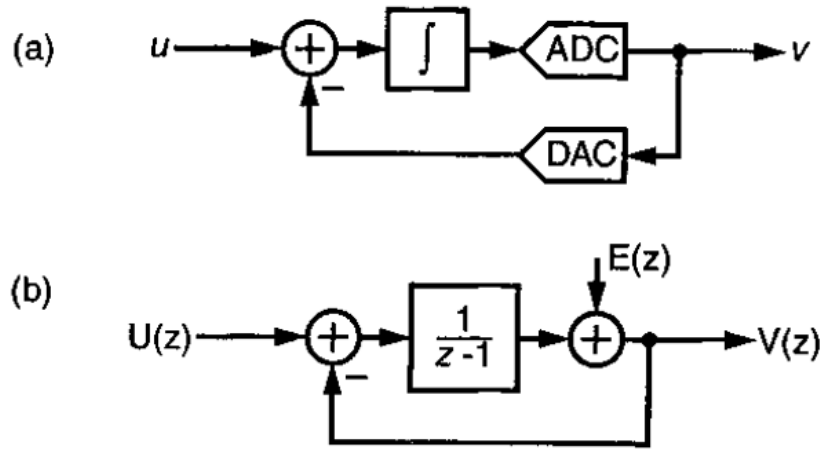 (a) u + ∫ ADC v
−
DAC
(b) E(z)
U(z) + 1/(z-1) + V(z)
−